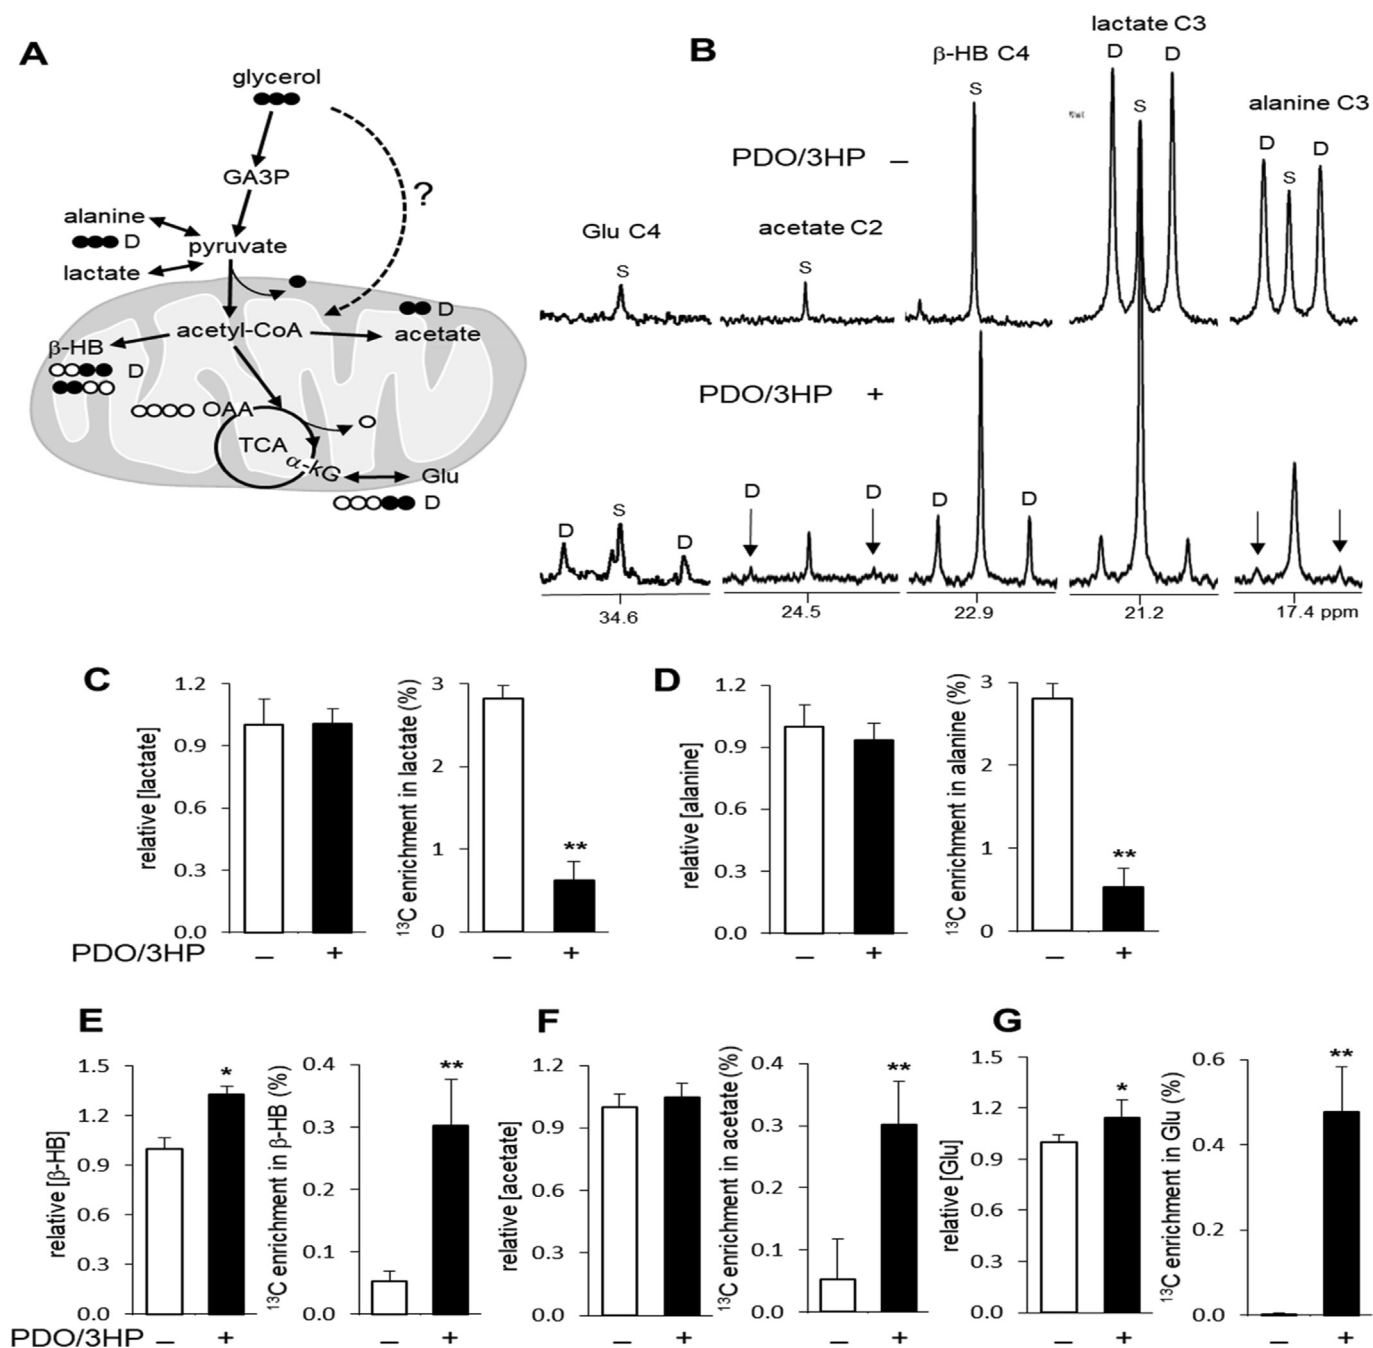 A
glycerol
GA3P
?
alanine
D
pyruvate
lactate
D
acetyl-CoA
acetate
β-HB
D
OAA
TCA
α-kG
Glu
D
B
lactate C3
D
D
β-HB C4
S
S
alanine C3
D
D
S
PDO/3HP –
Glu C4
acetate C2
S
S
PDO/3HP +
D
S
D
D
D
D
D
34.6
24.5
22.9
21.2
17.4 ppm
C
relative [lactate]
1.2
0.9
0.6
0.3
0.0
¹³C enrichment in lactate (%)
3
2
1
0
**
PDO/3HP – + – +
D
relative [alanine]
1.2
0.9
0.6
0.3
0.0
¹³C enrichment in alanine (%)
3
2
1
0
**
– + – +
E
relative [β-HB]
1.5
1.2
0.9
0.6
0.3
0.0
*
¹³C enrichment in β-HB (%)
0.4
0.3
0.2
0.1
0.0
**
PDO/3HP – + – +
F
relative [acetate]
1.2
0.9
0.6
0.3
0.0
¹³C enrichment in acetate (%)
0.4
0.3
0.2
0.1
0.0
**
– + – +
G
relative [Glu]
1.5
1.2
0.9
0.6
0.3
0.0
*
¹³C enrichment in Glu (%)
0.6
0.4
0.2
0.0
**
– + – +